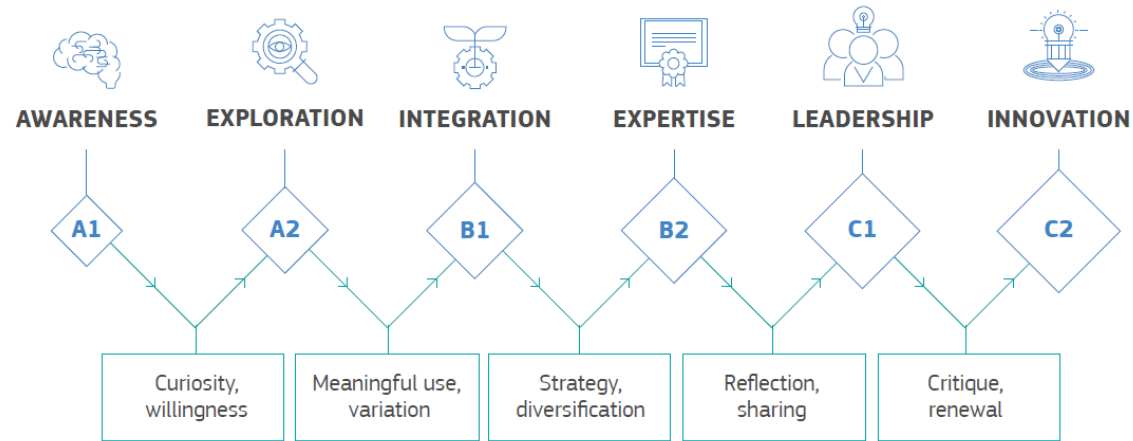 AWARENESS
EXPLORATION
INTEGRATION
EXPERTISE
LEADERSHIP
INNOVATION
A1
A2
B1
B2
C1
C2
Curiosity,
willingness
Meaningful use,
variation
Strategy,
diversification
Reflection,
sharing
Critique,
renewal